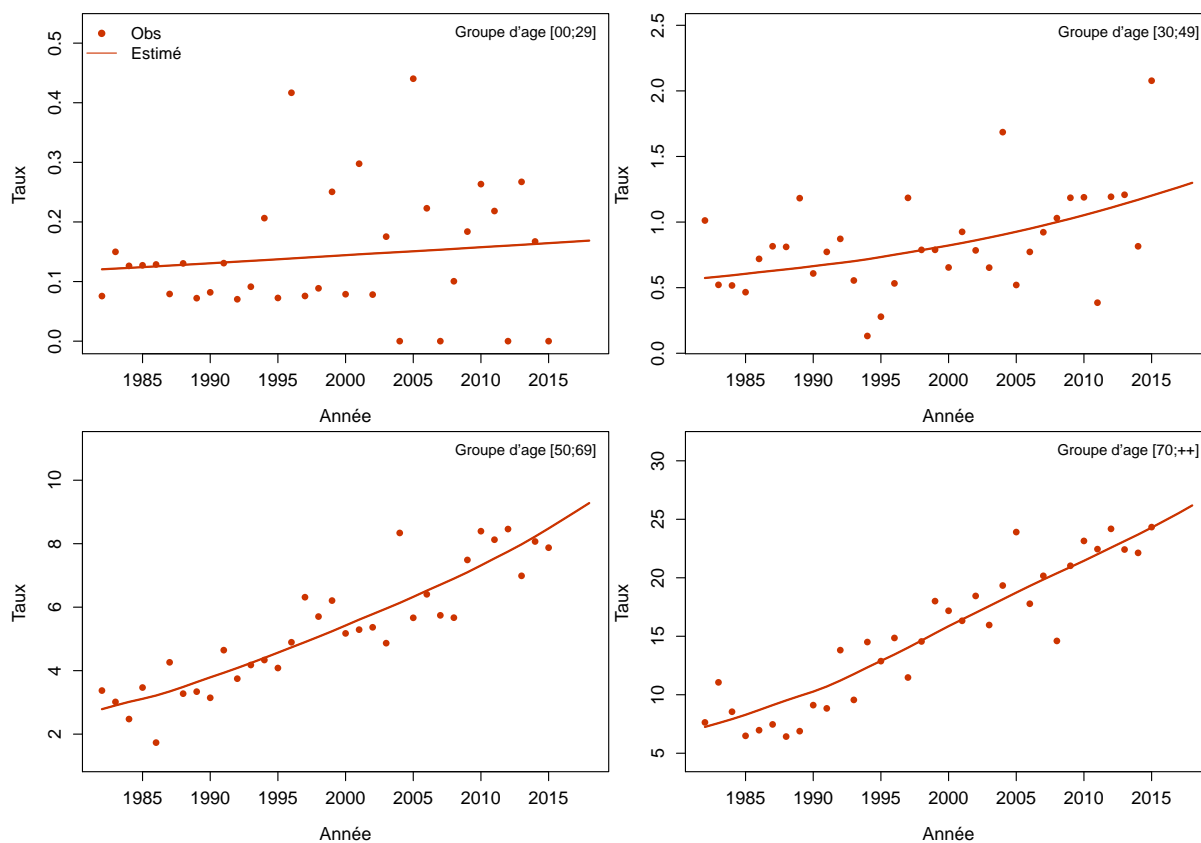 Obs
Estimé
Groupe d'age [00;29]
Taux
0.0
0.1
0.2
0.3
0.4
0.5
1985 1990 1995 2000 2005 2010 2015
Année
Groupe d'age [30;49]
Taux
0.0
0.5
1.0
1.5
2.0
2.5
1985 1990 1995 2000 2005 2010 2015
Année
Groupe d'age [50;69]
Taux
2
4
6
8
10
1985 1990 1995 2000 2005 2010 2015
Année
Groupe d'age [70;++]
Taux
5
10
15
20
25
30
1985 1990 1995 2000 2005 2010 2015
Année